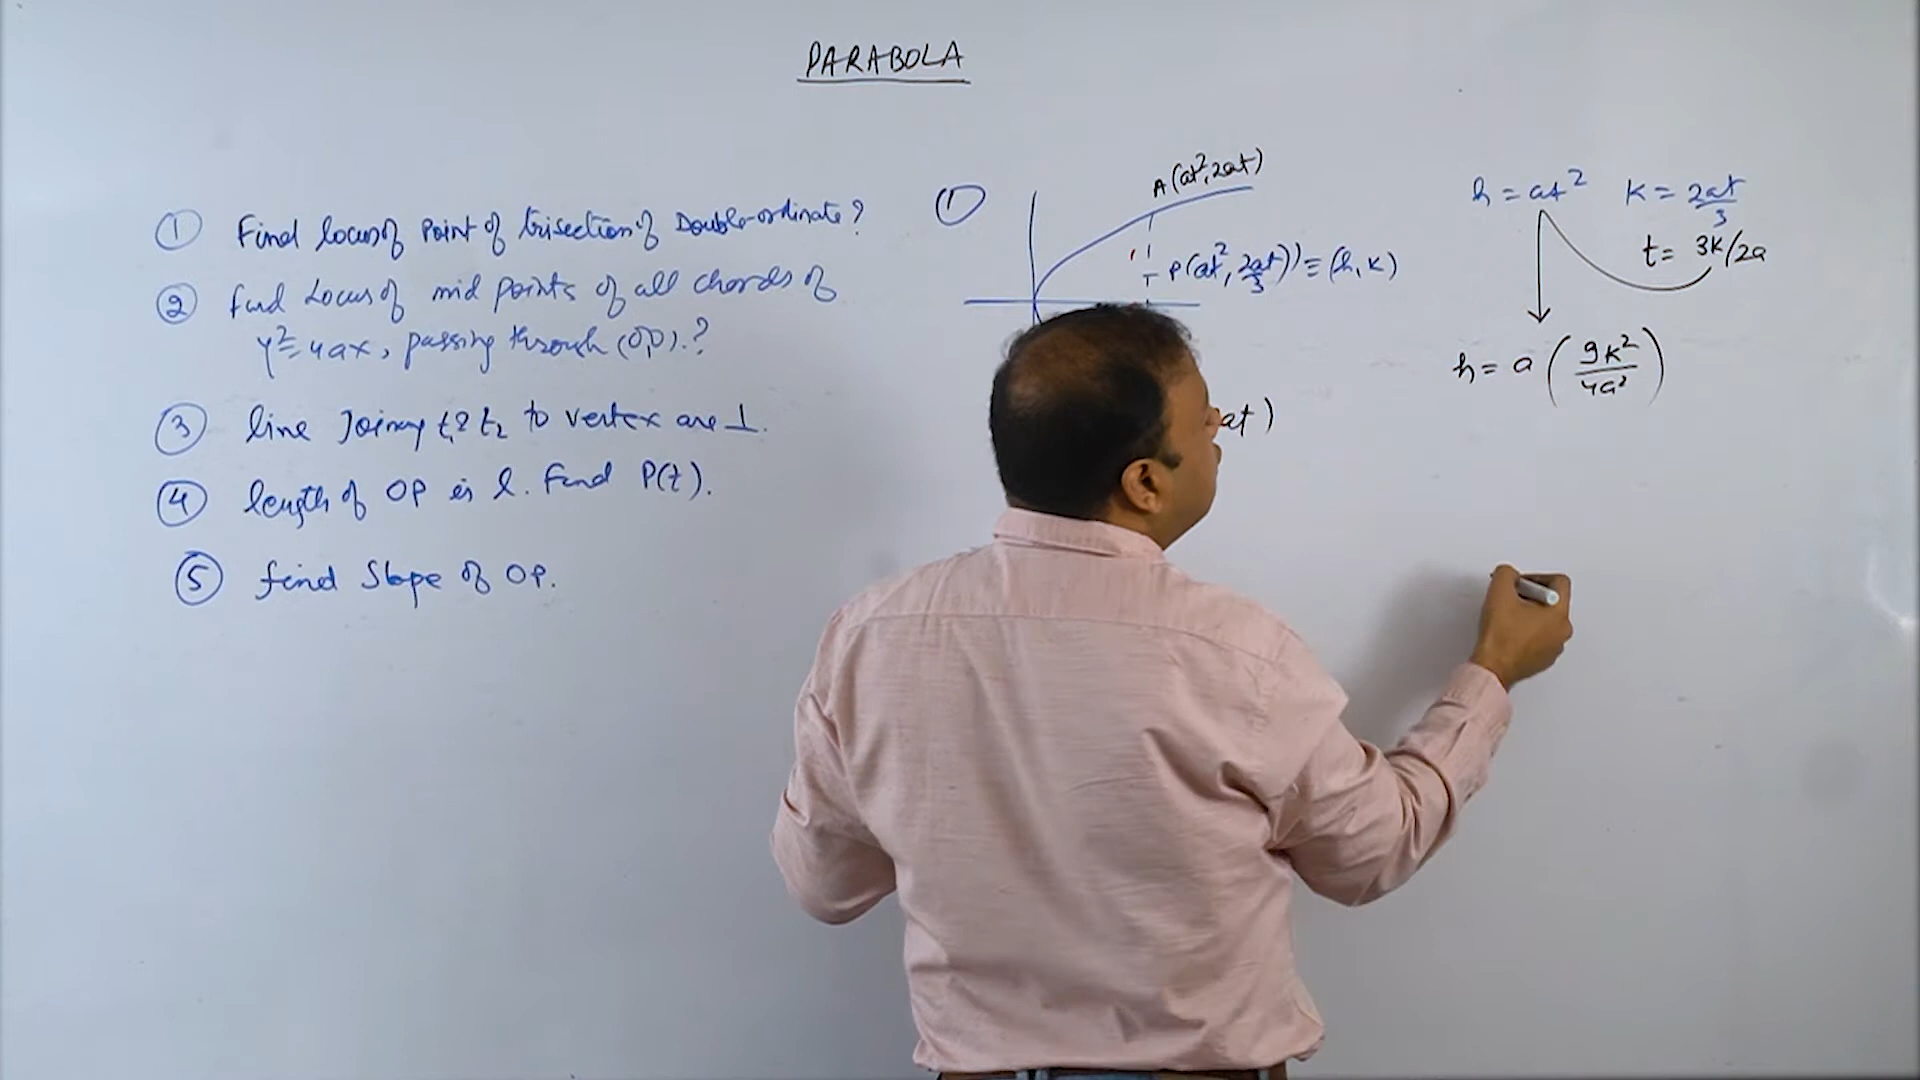 PARABOLA
① Find locus of Point of trisection of Double-ordinate?
② Find Locus of mid points of all chords of
y² = 4ax, passing through (0,0).?
③ line Joining t₁ & t₂ to vertex are ⊥.
④ length of OP is l. Find P(t).
⑤ find Slope of OP.
①
A(at², 2at)
P(at², 2at/3)) ≡ (h, k)
at)
h = at² k = 2at/3
t = 3k/2a
h = a (9k²/4a²)